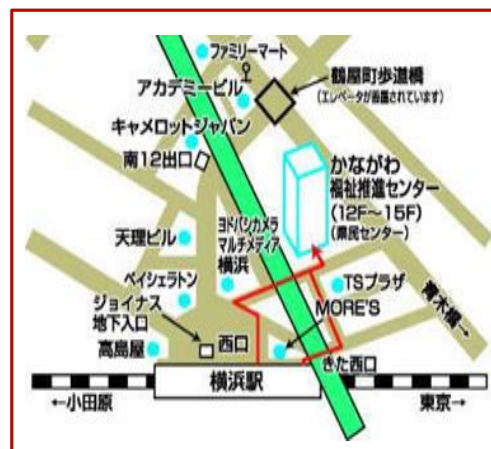 ファミリーマート
アカデミービル
鶴屋町歩道橋
(エレベータが設置されています)
キャメロットジャパン
南12出口
かながわ
福祉推進センター
(12F～15F)
(県民センター)
天理ビル
ヨドバシカメラ
マルチメディア
横浜
ベイシェラトン
TSプラザ
ジョイナス
地下入口
MORE'S
青木橋→
高島屋
西口
きた西口
横浜駅
←小田原
東京→